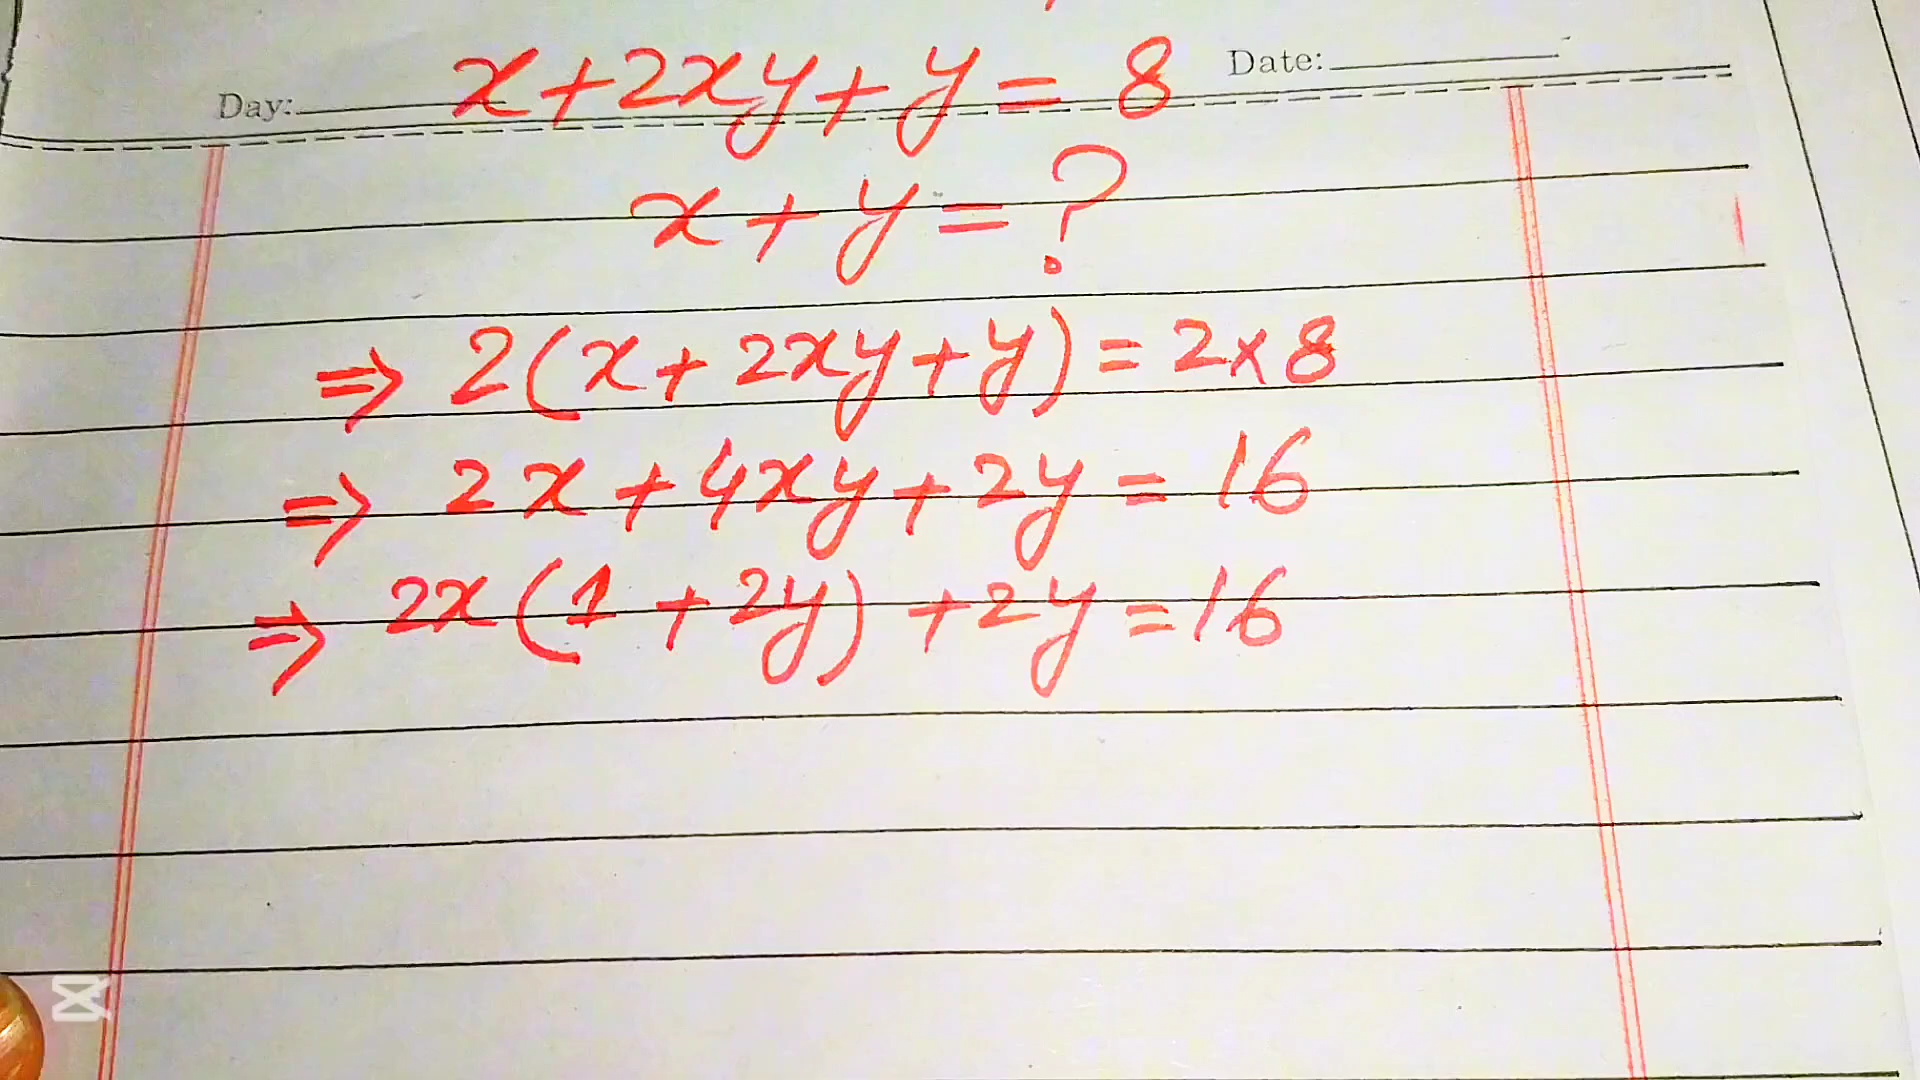 x+2xy+y= 8
Day: Date:
x+y=?
⇒ 2(x+2xy+y)=2×8
⇒ 2x+4xy+2y=16
⇒ 2x(1+2y)+2y=16